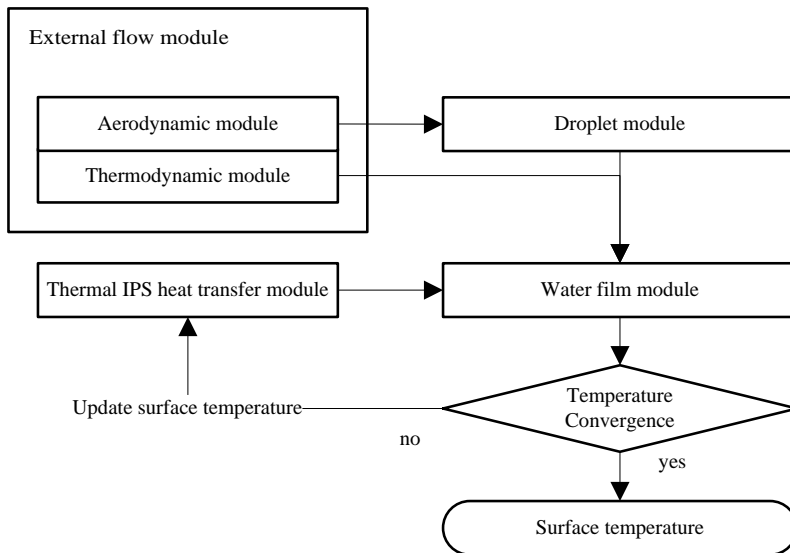 External flow module
Aerodynamic module
Droplet module
Thermodynamic module
Thermal IPS heat transfer module
Water film module
Update surface temperature
Temperature
Convergence
no
yes
Surface temperature